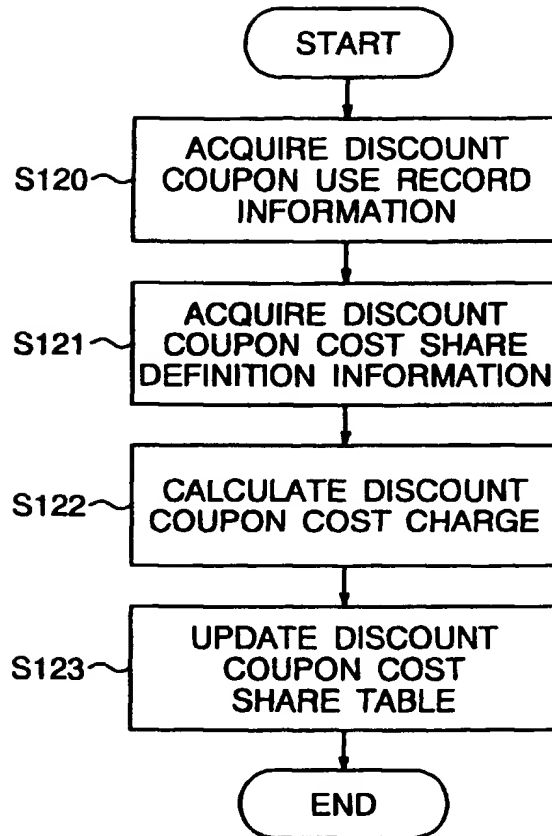 START
S120
ACQUIRE DISCOUNT
COUPON USE RECORD
INFORMATION
S121
ACQUIRE DISCOUNT
COUPON COST SHARE
DEFINITION INFORMATION
S122
CALCULATE DISCOUNT
COUPON COST CHARGE
S123
UPDATE DISCOUNT
COUPON COST
SHARE TABLE
END